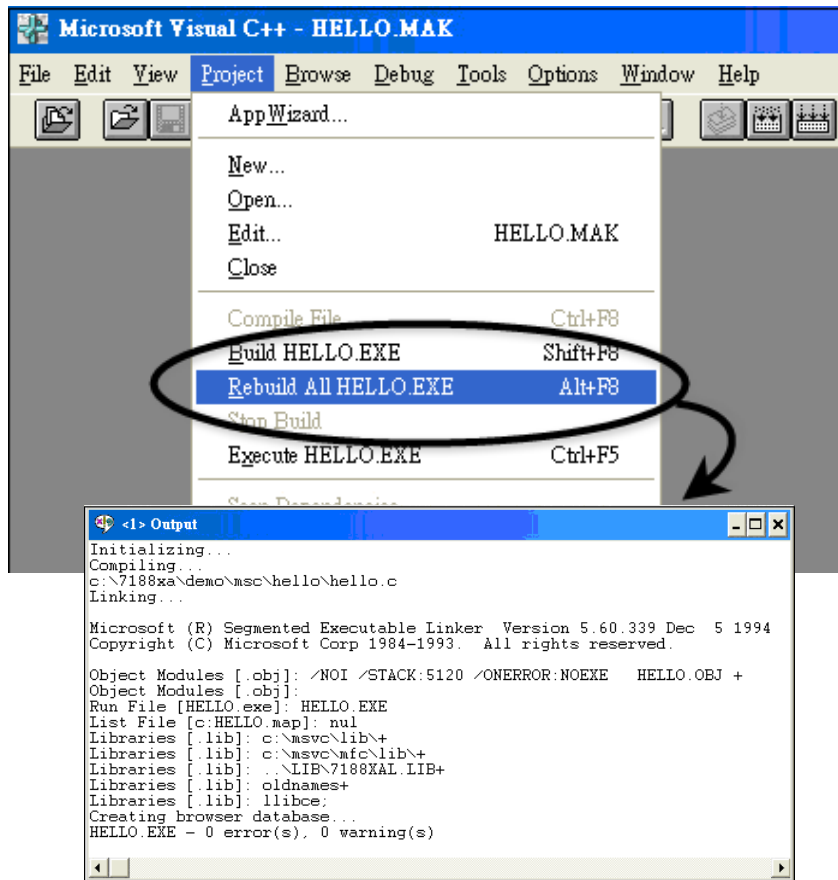 Microsoft Visual C++ - HELLO.MAK
File Edit View Project Browse Debug Tools Options Window Help
AppWizard...
New...
Open...
Edit... HELLO.MAK
Close
Compile File Ctrl+F8
Build HELLO.EXE Shift+F8
Rebuild All HELLO.EXE Alt+F8
Stop Build
Execute HELLO.EXE Ctrl+F5
Scan Dependencies
<1> Output
Initializing...
Compiling...
c:\7188xa\demo\msc\hello\hello.c
Linking...
Microsoft (R) Segmented Executable Linker Version 5.60.339 Dec 5 1994
Copyright (C) Microsoft Corp 1984-1993. All rights reserved.
Object Modules [.obj]: /NOI /STACK:5120 /ONERROR:NOEXE HELLO.OBJ +
Object Modules [.obj]:
Run File [HELLO.exe]: HELLO.EXE
List File [c:HELLO.map]: nul
Libraries [.lib]: c:\msvc\lib\+
Libraries [.lib]: c:\msvc\mfc\lib\+
Libraries [.lib]: ..\LIB\7188XAL.LIB+
Libraries [.lib]: oldnames+
Libraries [.lib]: llibce;
Creating browser database...
HELLO.EXE - 0 error(s), 0 warning(s)